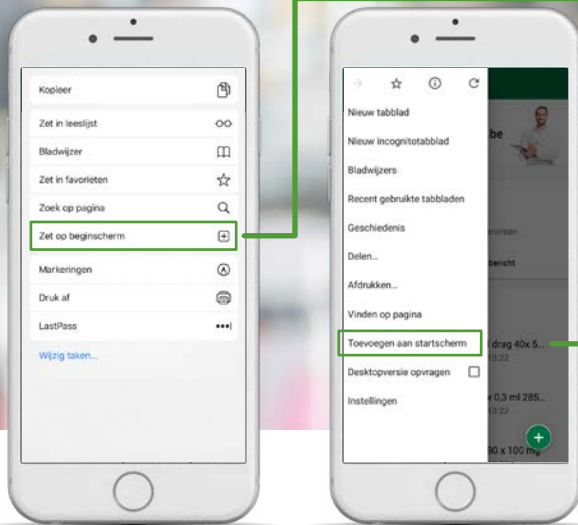 Kopieer
Zet in leeslijst
Bladwijzer
Zet in favorieten
Zoek op pagina
Zet op beginscherm
Markeringen
Druk af
LastPass
Wijzig taken...
Nieuw tabblad
Nieuw incognitotabblad
Bladwijzers
Recent gebruikte tabbladen
Geschiedenis
Delen...
Afdrukken...
Vinden op pagina
Toevoegen aan startscherm
Desktopversie opvragen
Instellingen
be
bericht
drag 40x 5...
13:22
x 0,3 ml 285...
13:22
90 x 100 mg